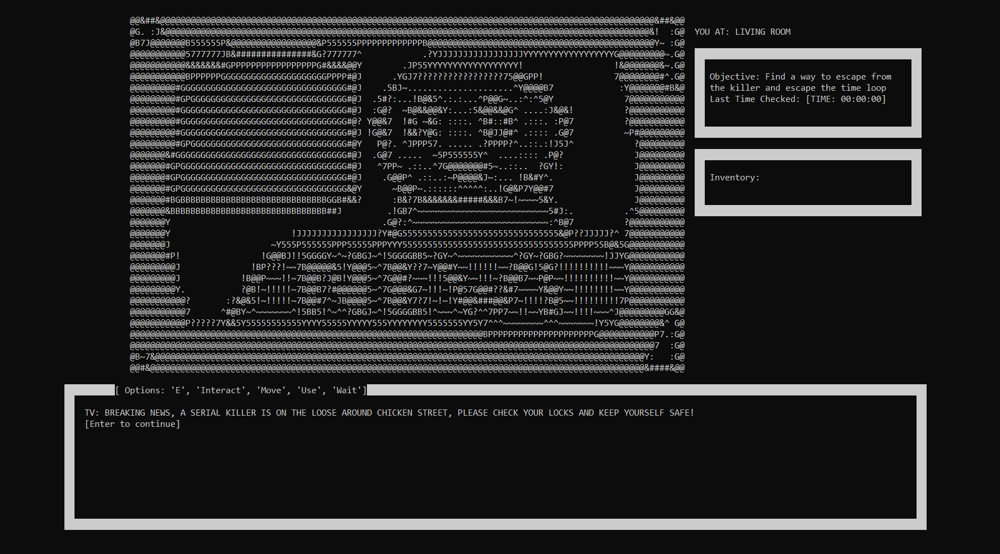 YOU AT: LIVING ROOM
Objective: Find a way to escape from
the killer and escape the time loop
Last Time Checked: [TIME: 00:00:00]
Inventory:
[ Options: 'E', 'Interact', 'Move', 'Use', 'Wait']
TV: BREAKING NEWS, A SERIAL KILLER IS ON THE LOOSE AROUND CHICKEN STREET, PLEASE CHECK YOUR LOCKS AND KEEP YOURSELF SAFE!
[Enter to continue]